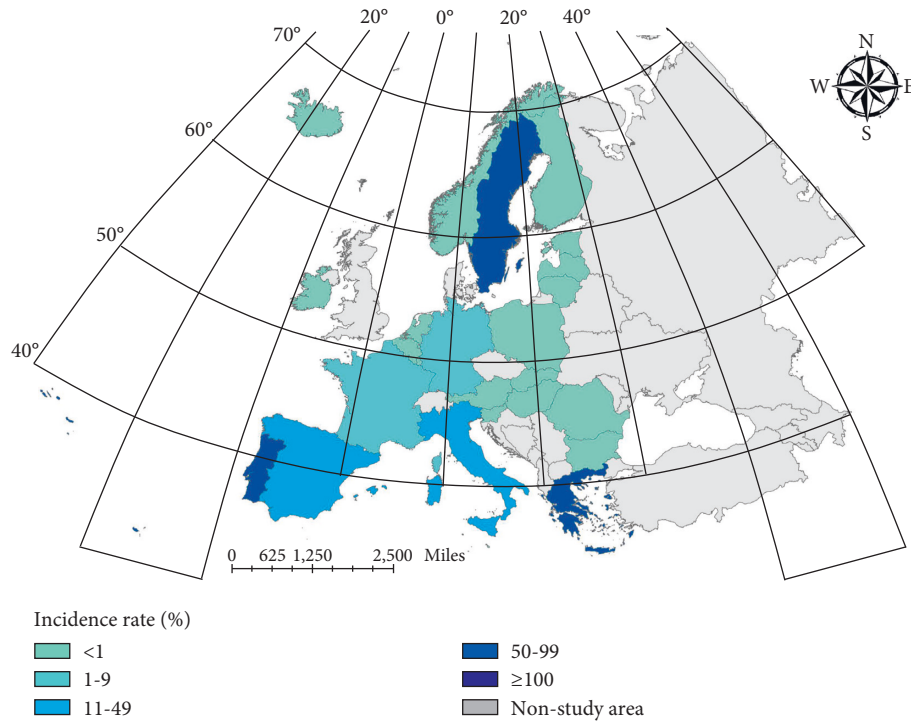 20° 0° 20° 40°
70°
60°
50°
40°
N
W E
S
0 625 1,250 2,500 Miles
Incidence rate (%)
<1
1-9
11-49
50-99
≥100
Non-study area